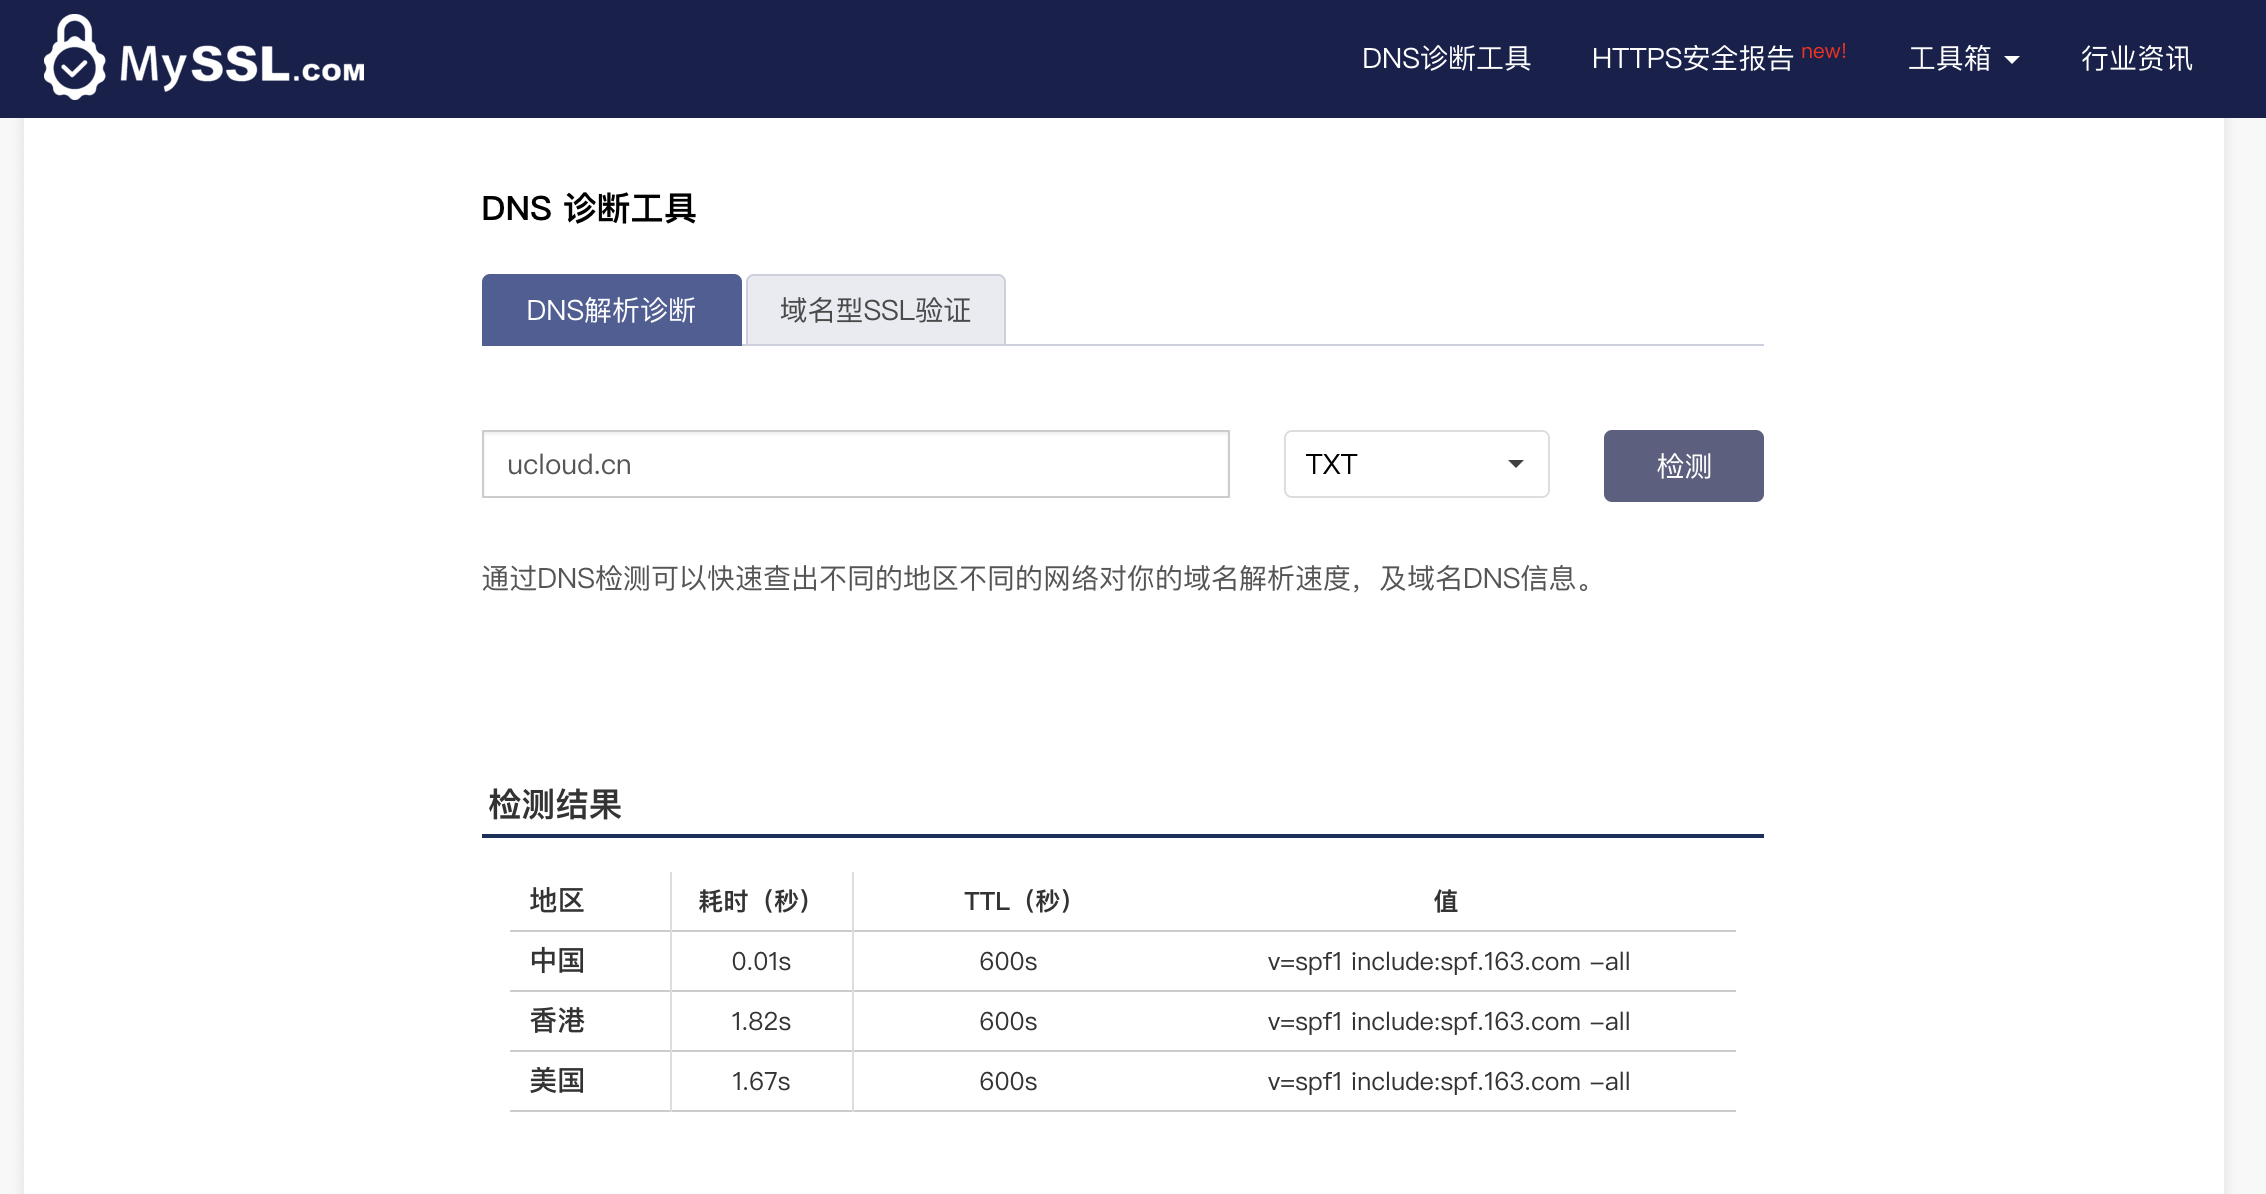 MySSL.com DNS诊断工具 HTTPS安全报告 new! 工具箱 行业资讯
DNS 诊断工具
DNS解析诊断 域名型SSL验证
ucloud.cn TXT 检测
通过DNS检测可以快速查出不同的地区不同的网络对你的域名解析速度，及域名DNS信息。
检测结果
地区 耗时（秒） TTL（秒） 值
中国 0.01s 600s v=spf1 include:spf.163.com -all
香港 1.82s 600s v=spf1 include:spf.163.com -all
美国 1.67s 600s v=spf1 include:spf.163.com -all